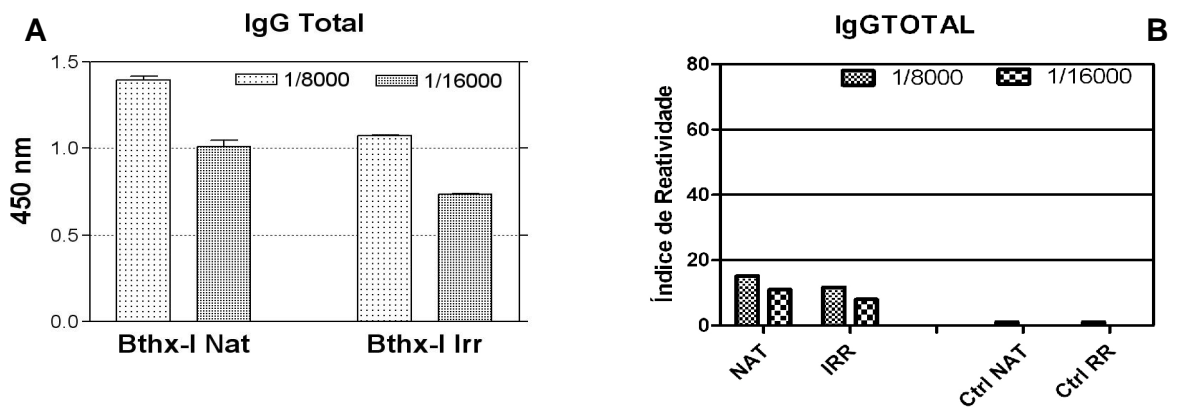 A
IgG Total
1/8000
1/16000
450 nm
1.5
1.0
0.5
0.0
Bthx-I Nat
Bthx-I Irr
B
IgGTOTAL
1/8000
1/16000
Índice de Reatividade
80
60
40
20
0
NAT
IRR
Ctrl NAT
Ctrl RR